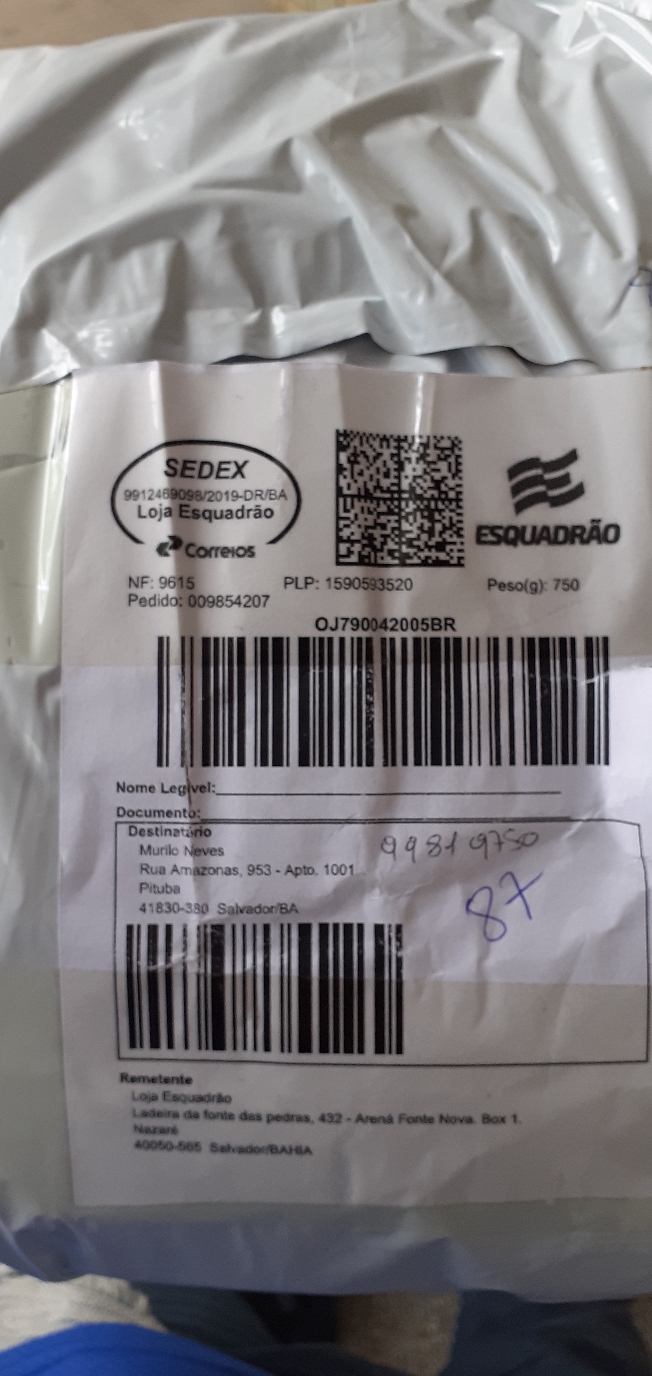 SEDEX
9912469098/2019-DR/BA
Loja Esquadrão
Correios
ESQUADRÃO
NF: 9615 PLP: 1590593520 Peso(g): 750
Pedido: 009854207
OJ790042005BR
Nome Legível:
Documento:
Destinatário
Murilo Neves
99819750
Rua Amazonas, 953 - Apto. 1001
Pituba
87
41830-380 Salvador/BA
Remetente
Loja Esquadrão
Ladeira da fonte das pedras, 432 - Arena Fonte Nova. Box 1.
Nazaré
40050-565 Salvador/BAHIA